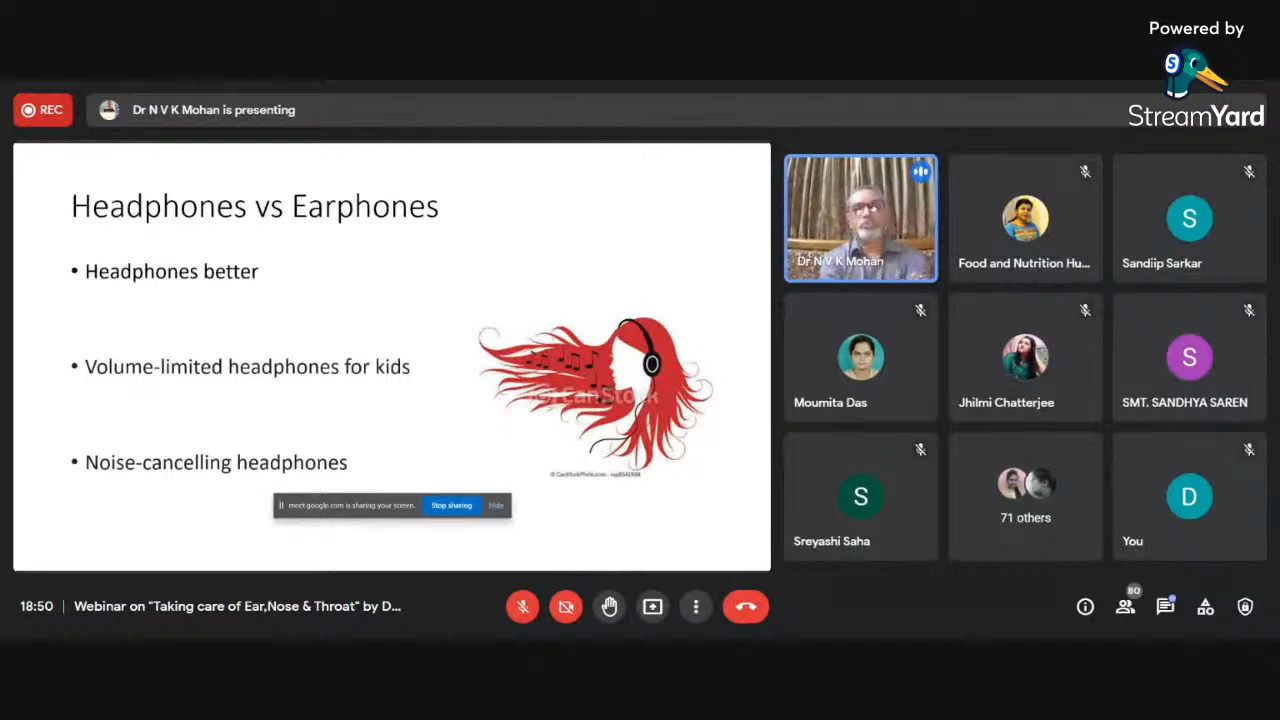 Powered by
StreamYard
REC
Dr N V K Mohan is presenting
Headphones vs Earphones
• Headphones better
• Volume-limited headphones for kids
• Noise-cancelling headphones
CanStock
meet.google.com is sharing your screen.
Stop sharing
Hide
Dr N V K Mohan
Food and Nutrition Hu...
S
Sandiip Sarkar
Moumita Das
Jhilmi Chatterjee
S
SMT. SANDHYA SAREN
S
Sreyashi Saha
71 others
D
You
18:50
Webinar on "Taking care of Ear,Nose & Throat" by D...
80